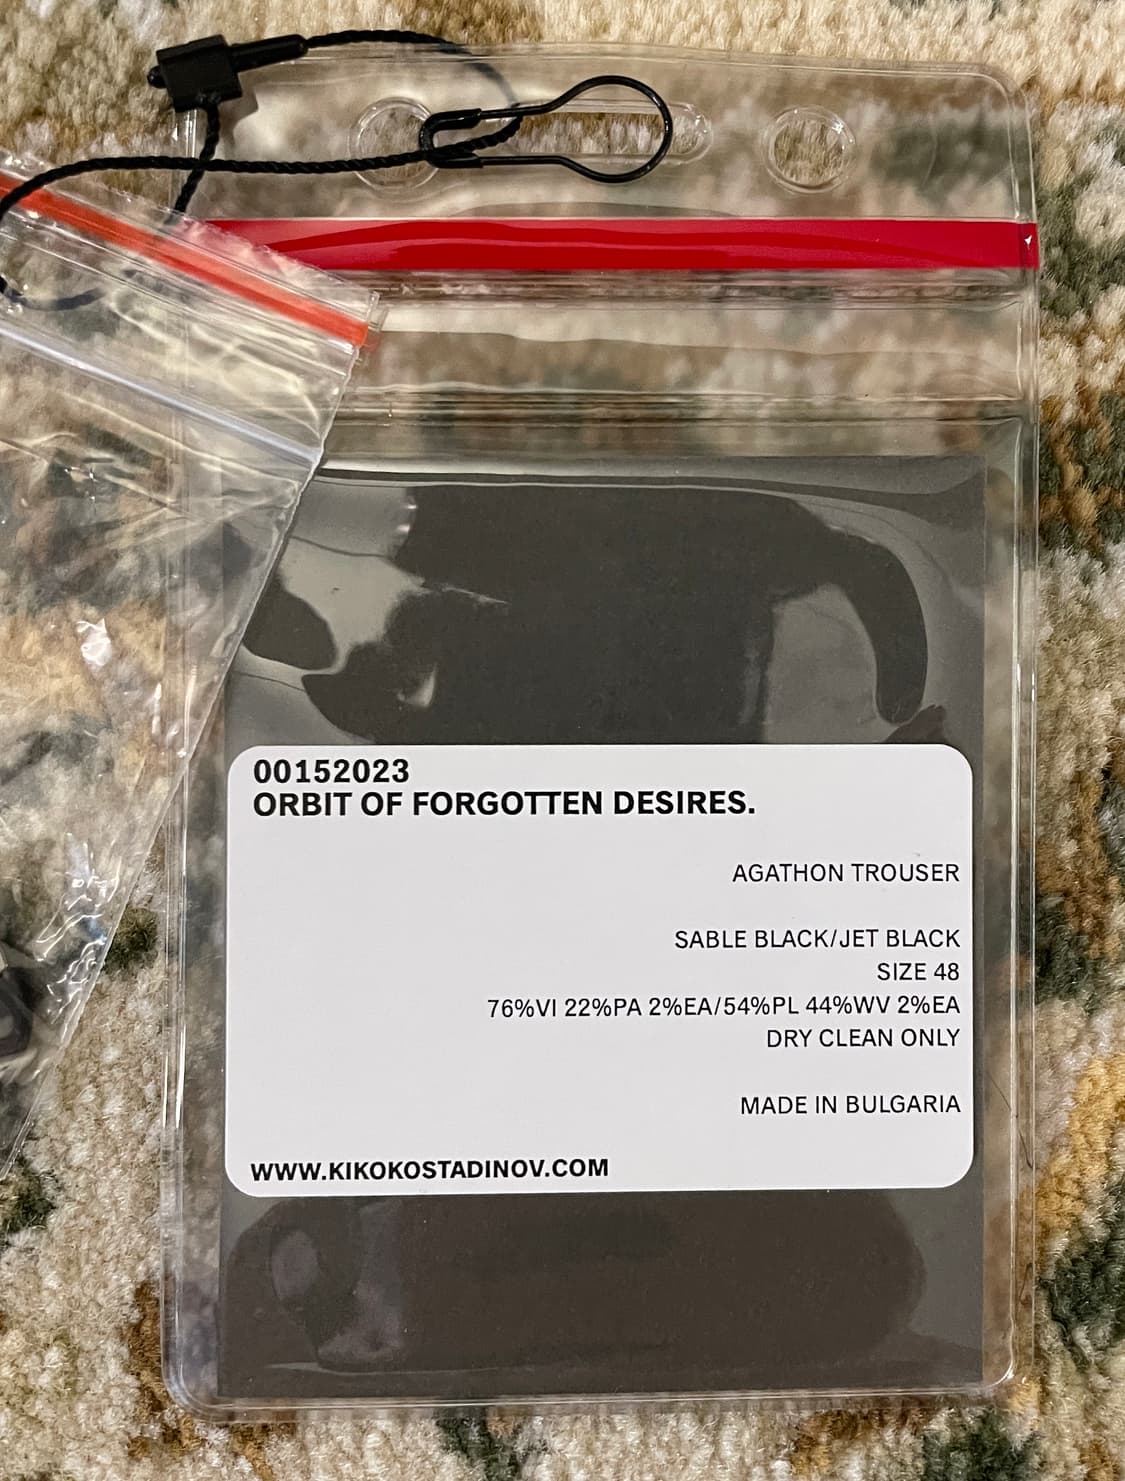 00152023
ORBIT OF FORGOTTEN DESIRES.
AGATHON TROUSER
SABLE BLACK/JET BLACK
SIZE 48
76%VI 22%PA 2%EA/54%PL 44%WV 2%EA
DRY CLEAN ONLY
MADE IN BULGARIA
WWW.KIKOKOSTADINOV.COM